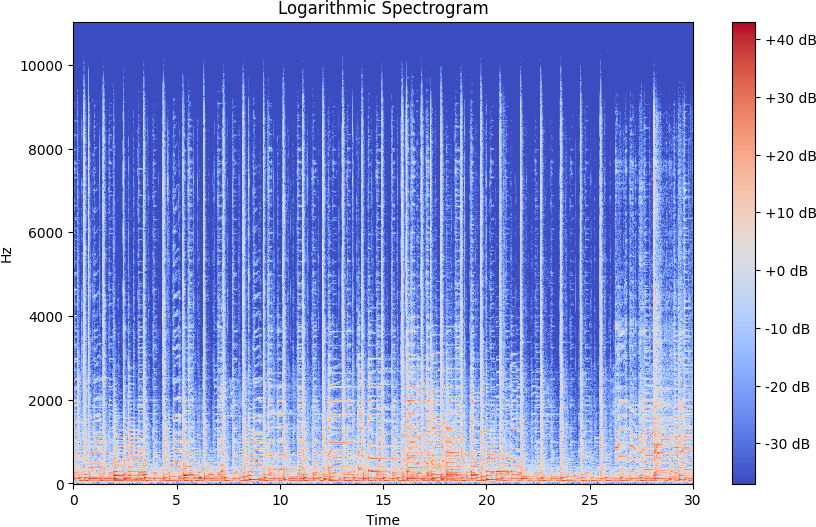 Logarithmic Spectrogram
Hz
10000
8000
6000
4000
2000
0
0 5 10 15 20 25 30
Time
+40 dB
+30 dB
+20 dB
+10 dB
+0 dB
-10 dB
-20 dB
-30 dB